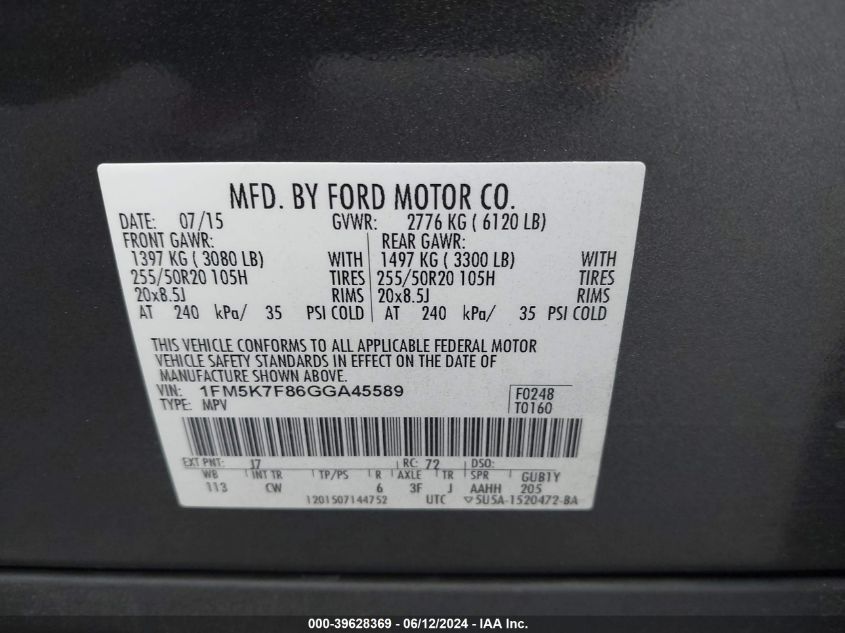 MFD. BY FORD MOTOR CO.
DATE: 07/15 GVWR: 2776 KG ( 6120 LB)
FRONT GAWR: REAR GAWR:
1397 KG ( 3080 LB) WITH 1497 KG ( 3300 LB) WITH
255/50R20 105H TIRES 255/50R20 105H TIRES
20x8.5J RIMS 20x8.5J RIMS
AT 240 kPa/ 35 PSI COLD AT 240 kPa/ 35 PSI COLD
THIS VEHICLE CONFORMS TO ALL APPLICABLE FEDERAL MOTOR
VEHICLE SAFETY STANDARDS IN EFFECT ON THE DATE OF
MANUFACTURE SHOWN ABOVE.
VIN: 1FM5K7F86GGA45589 F0248
TYPE: MPV T0160
EXT PNT: J7 RC: 72 DSO:
WB INT TR TP/PS R AXLE TR SPR GUB1Y
113 CW 6 3F J AAHH 205
1201507144752 UTC 5U5A-1520472-BA
000-39628369 - 06/12/2024 - IAA Inc.